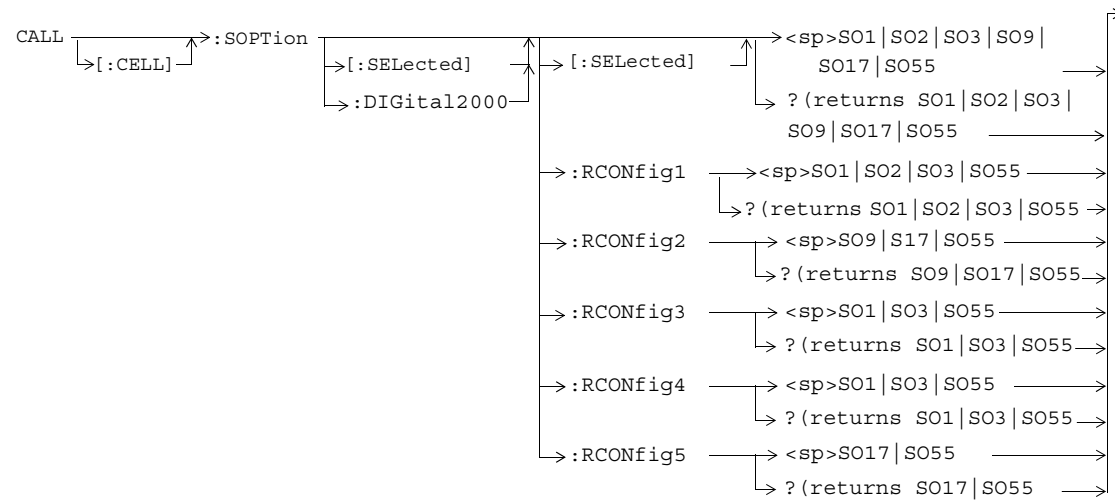 CALL :SOPTion <sp>SO1|SO2|SO3|SO9|
[:CELL] [:SELected] [:SELected] SO17|SO55
:DIGital2000 ?(returns SO1|SO2|SO3|
SO9|SO17|SO55
:RCONfig1 <sp>SO1|SO2|SO3|SO55
?(returns SO1|SO2|SO3|SO55
:RCONfig2 <sp>SO9|S17|SO55
?(returns SO9|SO17|SO55
:RCONfig3 <sp>SO1|SO3|SO55
?(returns SO1|SO3|SO55
:RCONfig4 <sp>SO1|SO3|SO55
?(returns SO1|SO3|SO55
:RCONfig5 <sp>SO17|SO55
?(returns SO17|SO55